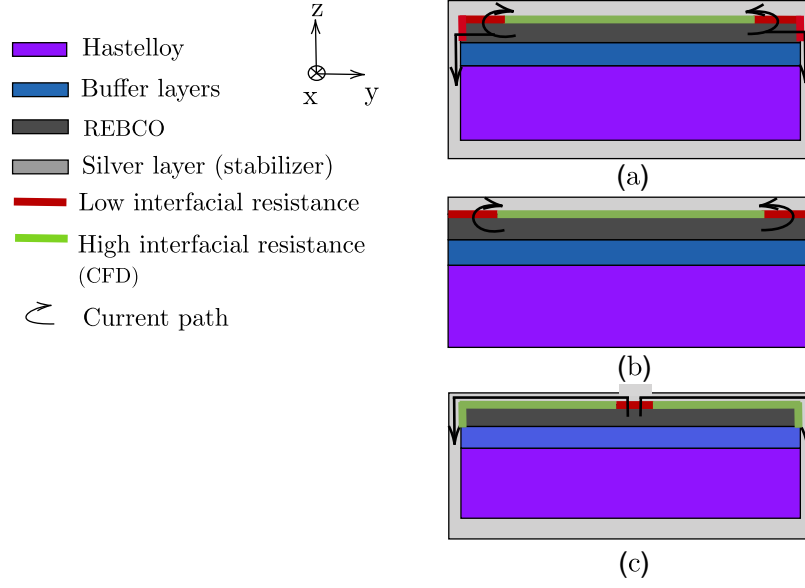 Hastelloy
Buffer layers
REBCO
Silver layer (stabilizer)
Low interfacial resistance
High interfacial resistance
(CFD)
Current path
z
x
y
(a)
(b)
(c)